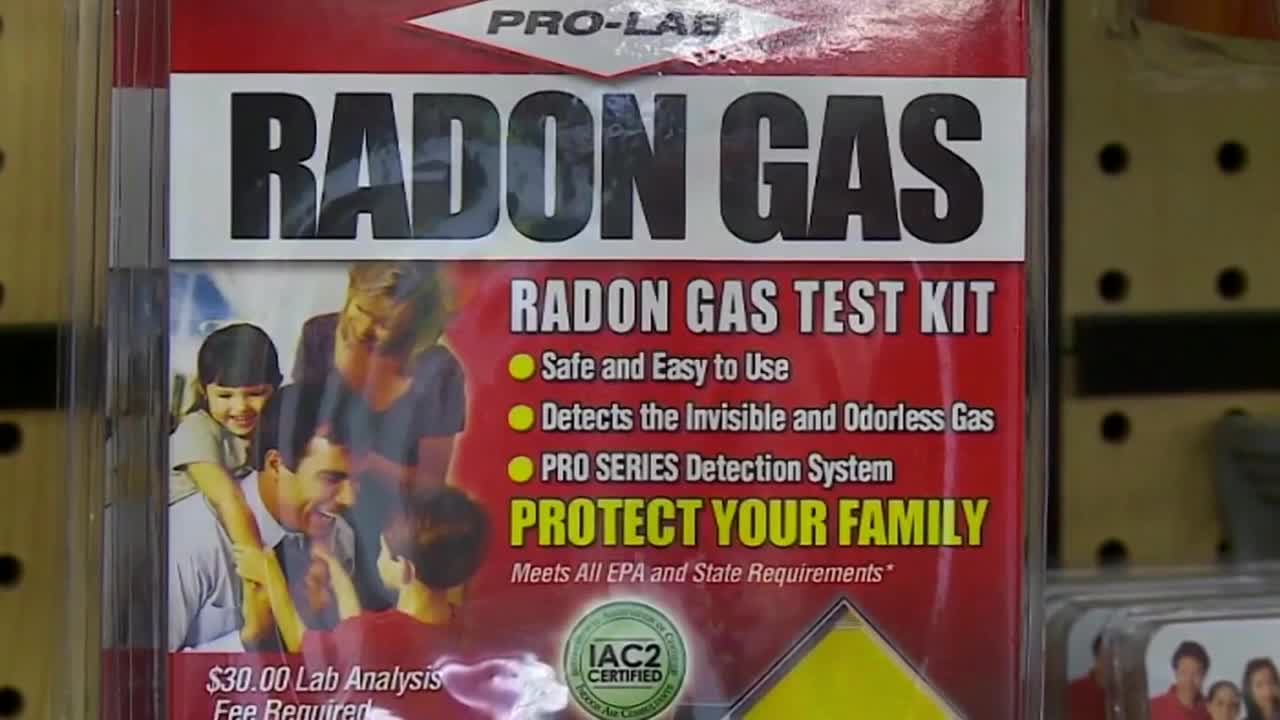 PRO-LAB
RADON GAS
RADON GAS TEST KIT
Safe and Easy to Use
Detects the Invisible and Odorless Gas
PRO SERIES Detection System
PROTECT YOUR FAMILY
Meets All EPA and State Requirements*
IAC2
CERTIFIED
$30.00 Lab Analysis
Fee Required